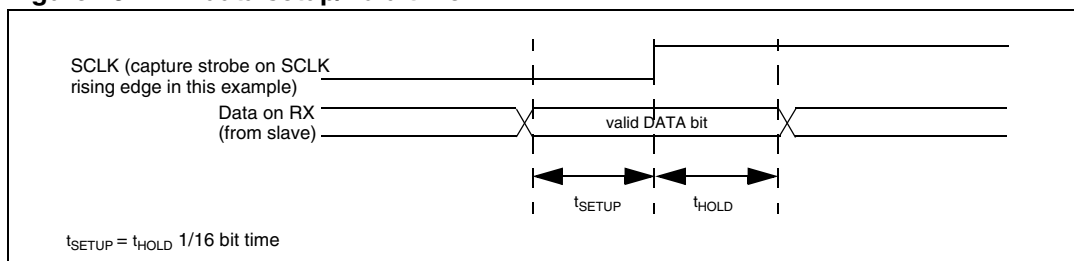 SCLK (capture strobe on SCLK
rising edge in this example)
Data on RX
(from slave)
valid DATA bit
tSETUP
tHOLD
tSETUP = tHOLD 1/16 bit time